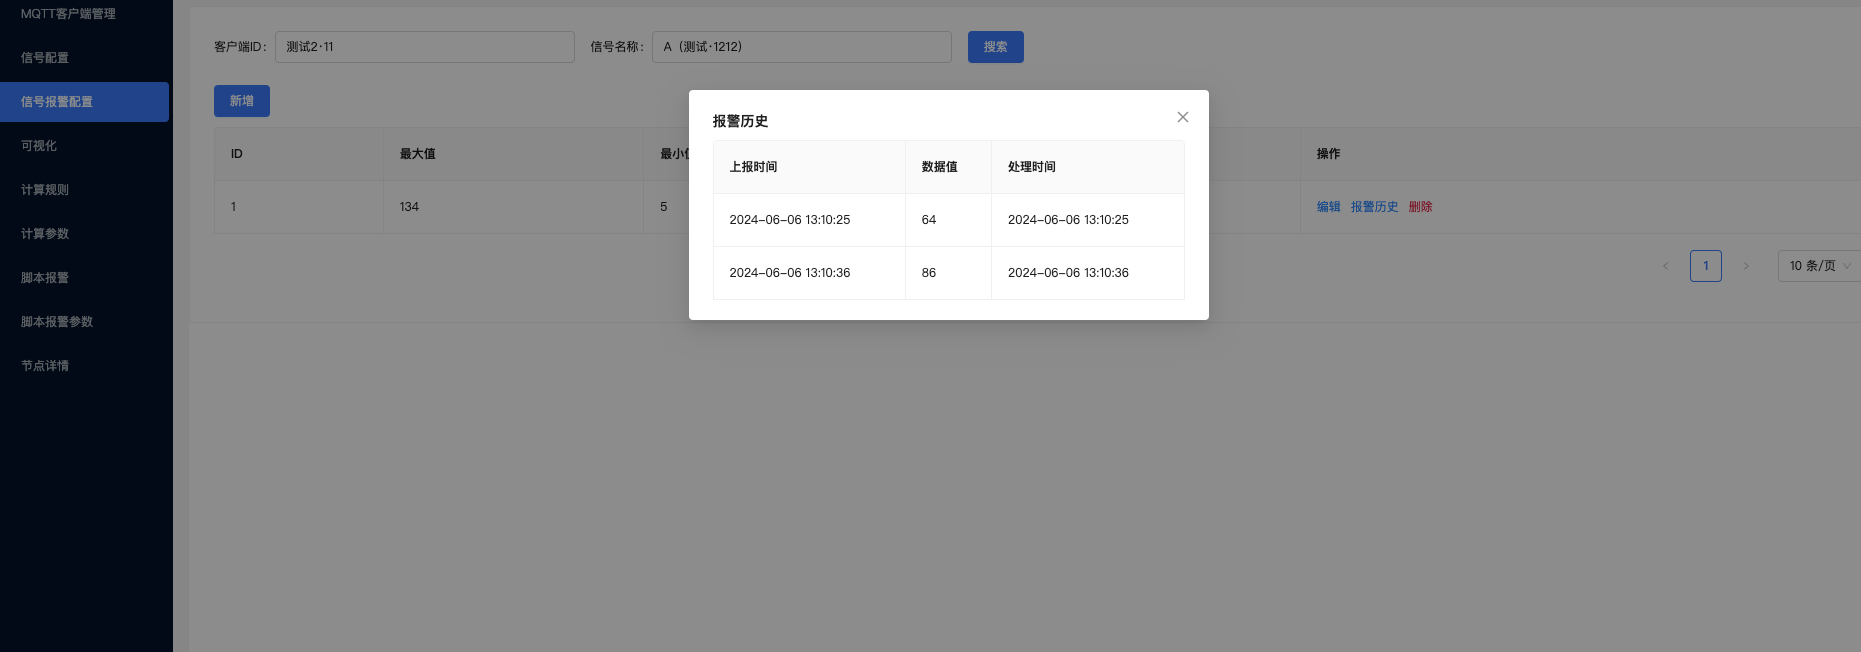 MQTT客户端管理
信号配置
信号报警配置
可视化
计算规则
计算参数
脚本报警
脚本报警参数
节点详情
客户端ID: 测试2·11 信号名称: A（测试·1212） 搜索
新增
ID 最大值 最小 操作
1 134 5 编辑 报警历史 删除
1 10 条/页
报警历史
上报时间 数据值 处理时间
2024-06-06 13:10:25 64 2024-06-06 13:10:25
2024-06-06 13:10:36 86 2024-06-06 13:10:36